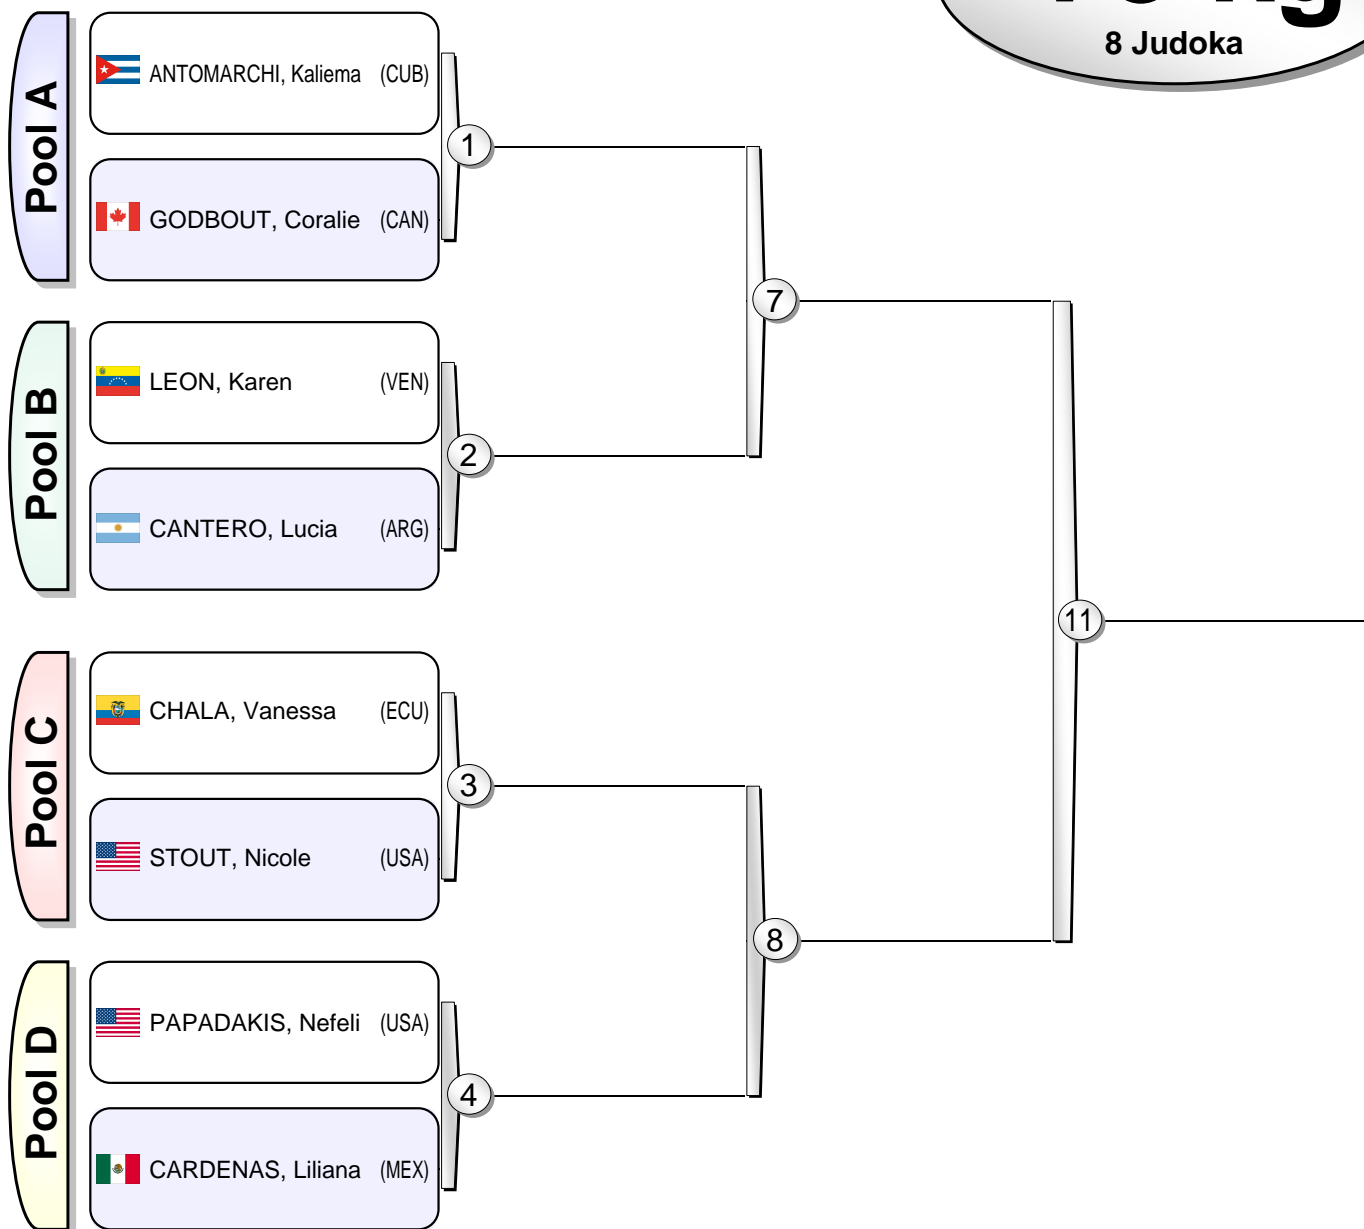 8 Judoka
Pool A
ANTOMARCHI, Kaliema (CUB)
1
GODBOUT, Coralie (CAN)
7
Pool B
LEON, Karen (VEN)
2
CANTERO, Lucia (ARG)
11
Pool C
CHALA, Vanessa (ECU)
3
STOUT, Nicole (USA)
8
Pool D
PAPADAKIS, Nefeli (USA)
4
CARDENAS, Liliana (MEX)